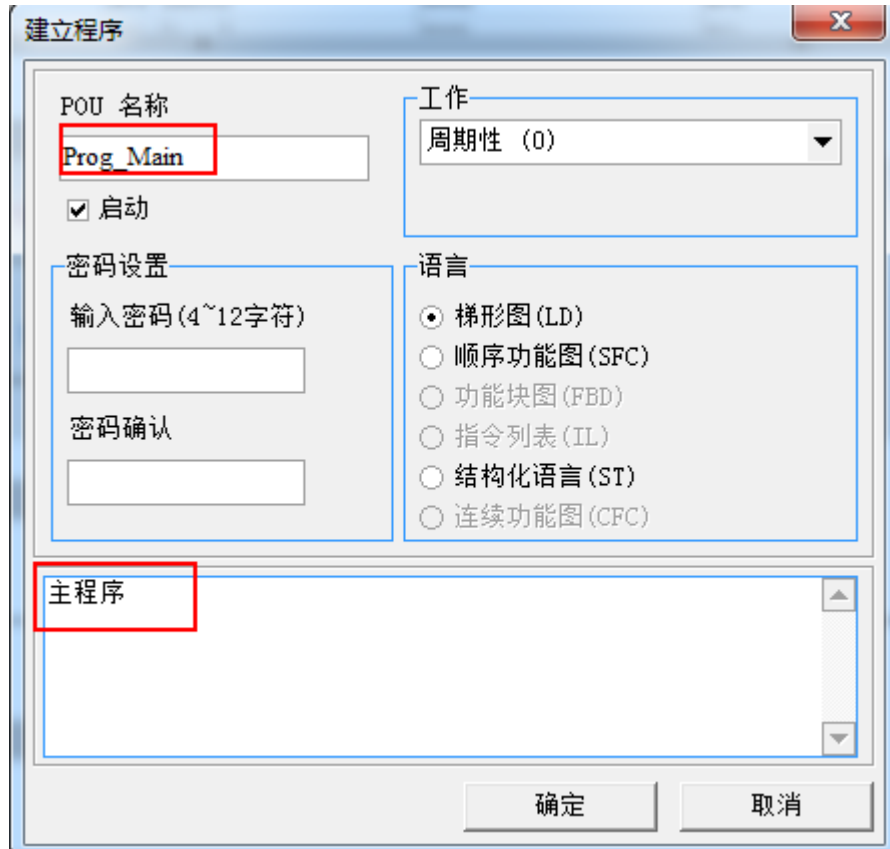 建立程序
POU 名称
Prog_Main
启动
工作
周期性 (0)
密码设置
输入密码(4~12字符)
密码确认
语言
梯形图(LD)
顺序功能图(SFC)
功能块图(FBD)
指令列表(IL)
结构化语言(ST)
连续功能图(CFC)
主程序
确定
取消